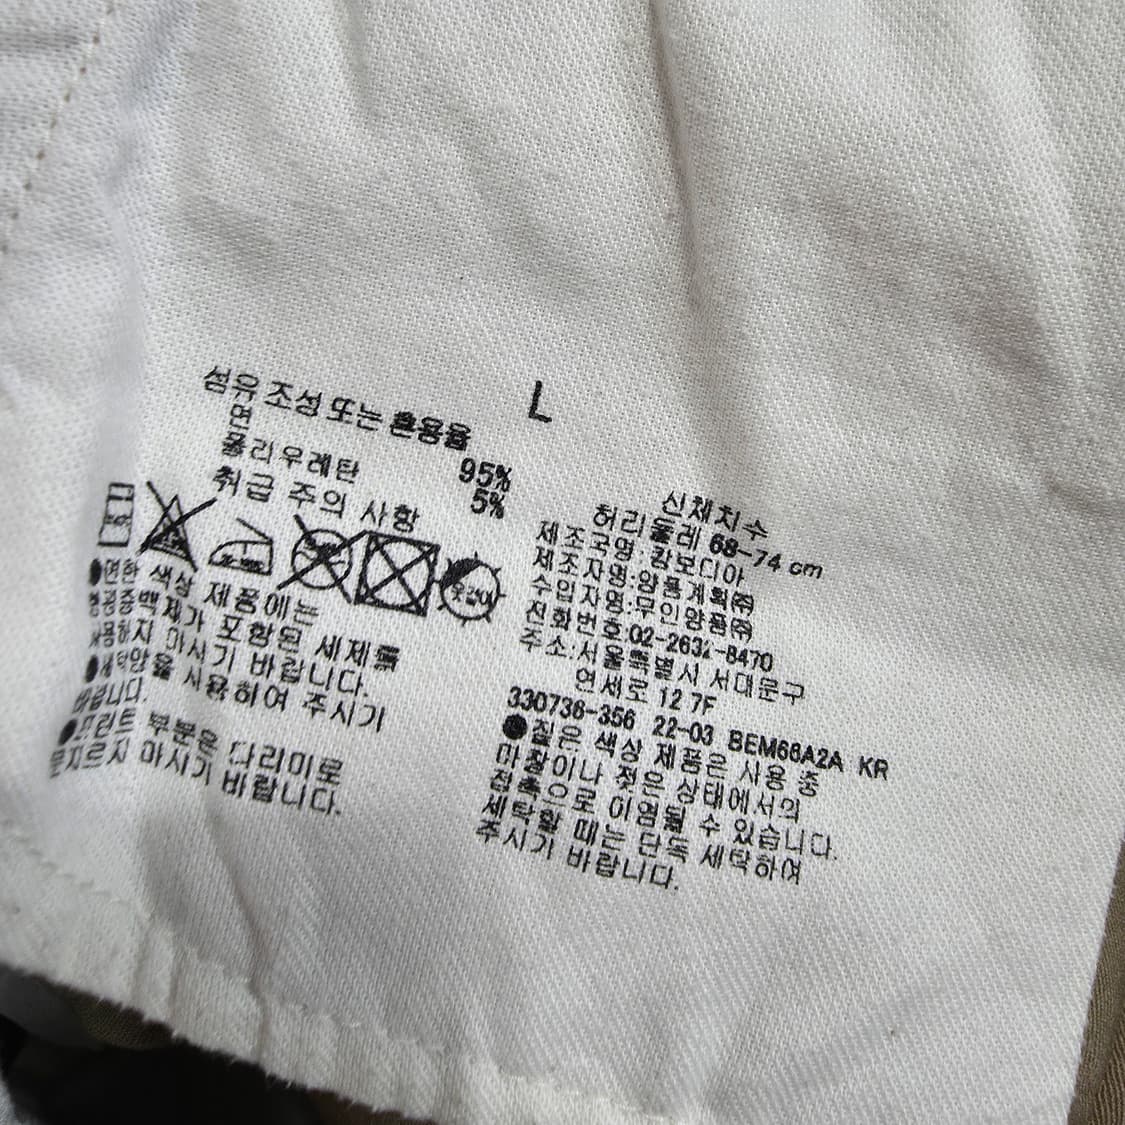 L
섬유 조성 또는 혼용율
면 95%
폴리우레탄 5%
취급 주의 사항
옷걸이
●연한 색상 제품에는
형광증백제가 포함된 세제를
사용하지 마시기 바랍니다.
●세탁망을 사용하여 주시기
바랍니다.
●프린트 부분은 다리미로
문지르지 마시기 바랍니다.
신체치수
허리둘레 68-74 cm
제조국명: 캄보디아
제조자명:양품계획㈜
수입자명:무인양품㈜
전화번호:02-2632-8470
주소:서울특별시 서대문구
연세로 12 7F
330736-356 22-03 BEM68A2A KR
●짙은 색상 제품은 사용 중
마찰이나 젖은 상태에서의
접촉으로 이염될 수 있습니다.
세탁할 때는 단독 세탁하여
주시기 바랍니다.